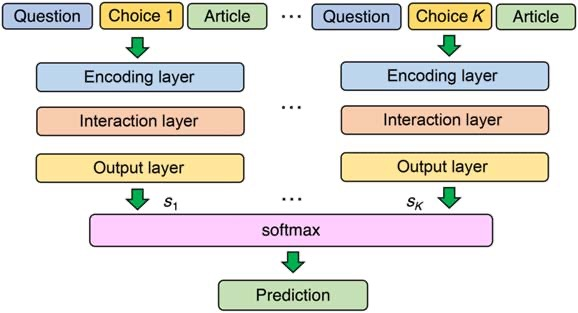 Question Choice 1 Article ... Question Choice K Article
Encoding layer Encoding layer
Interaction layer ... Interaction layer
Output layer Output layer
s1 ... sK
softmax
Prediction